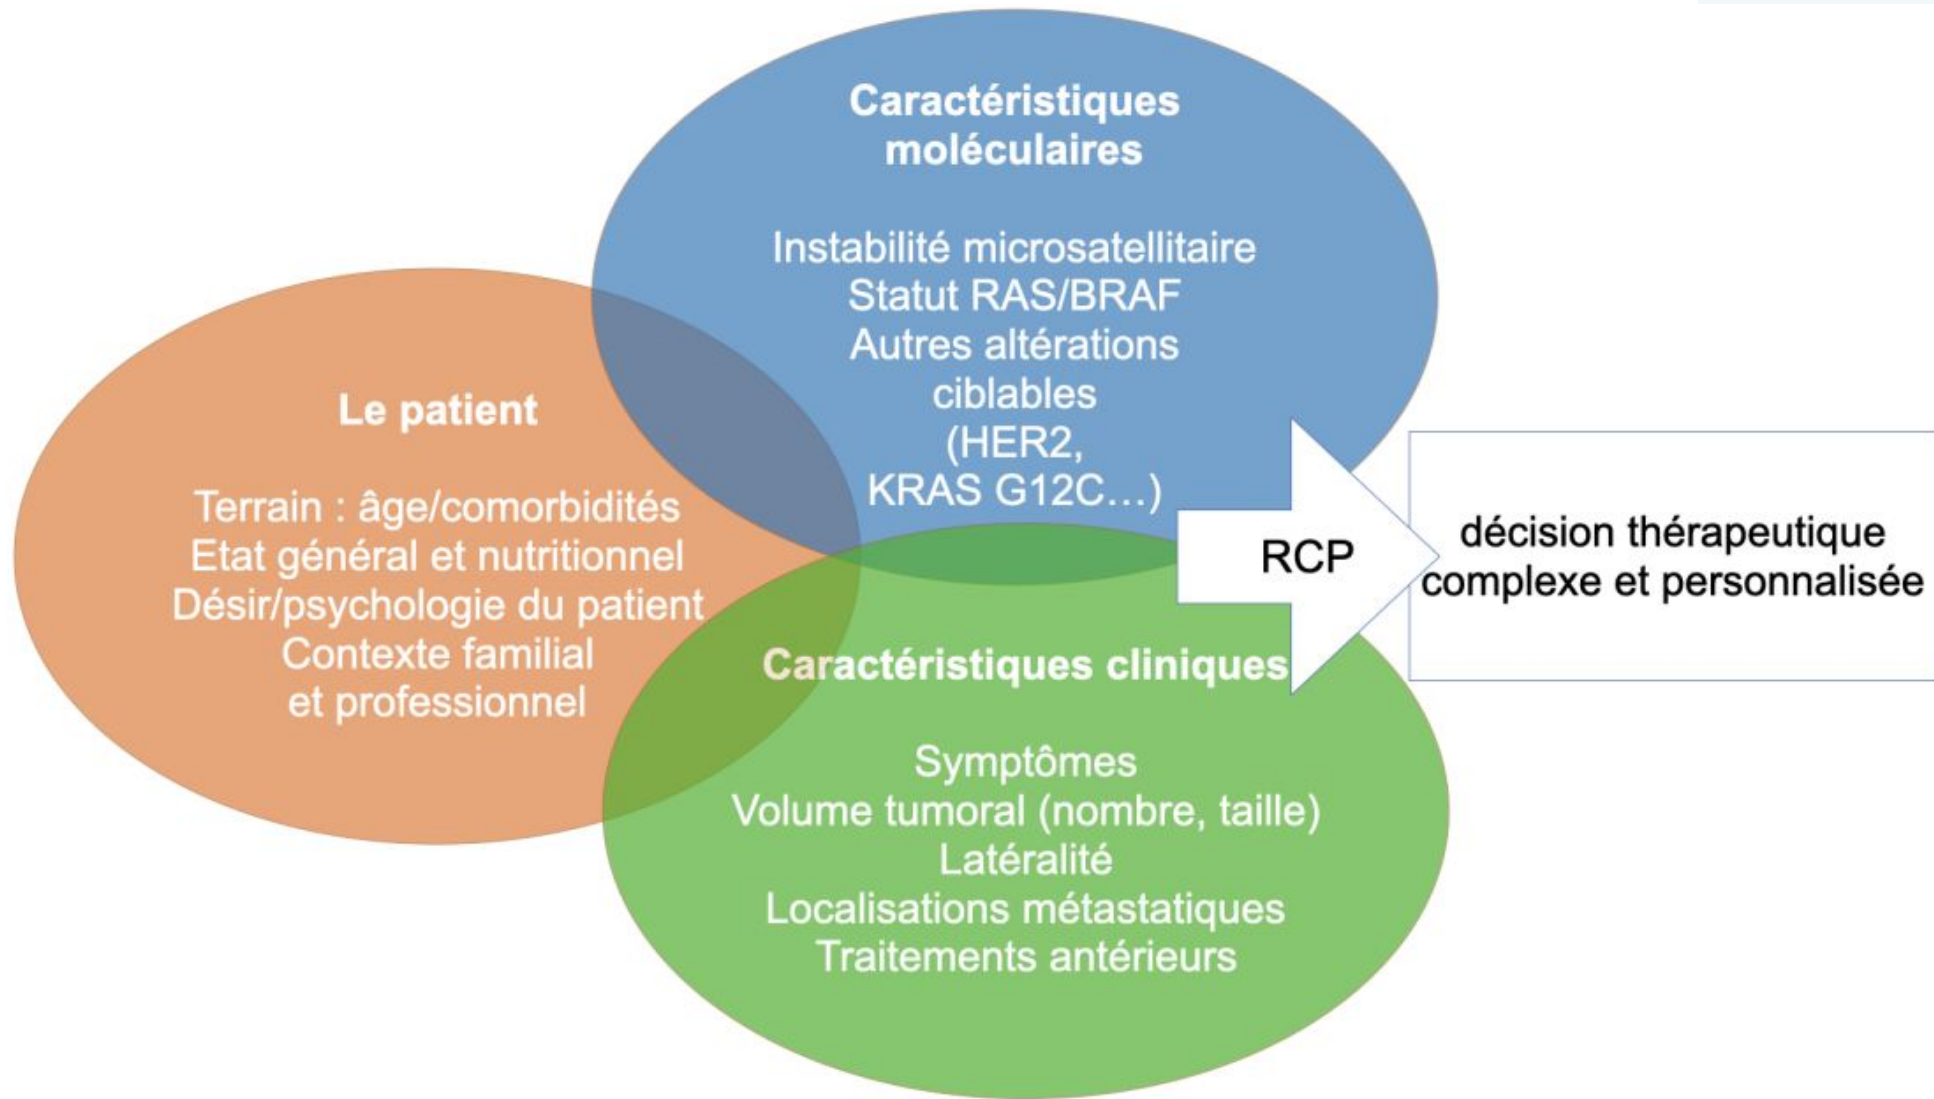 Caractéristiques
moléculaires
Instabilité microsatellitaire
Statut RAS/BRAF
Autres altérations
ciblables
(HER2,
KRAS G12C…)
Le patient
Terrain : âge/comorbidités
Etat général et nutritionnel
Désir/psychologie du patient
Contexte familial
et professionnel
Caractéristiques cliniques
Symptômes
Volume tumoral (nombre, taille)
Latéralité
Localisations métastatiques
Traitements antérieurs
RCP
décision thérapeutique
complexe et personnalisée